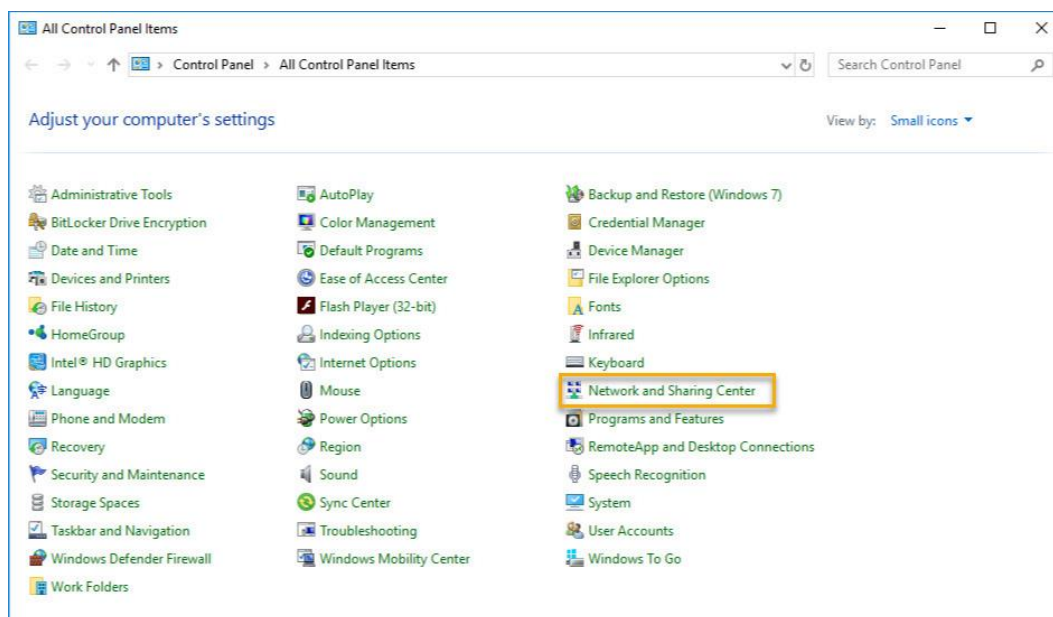 All Control Panel Items
Control Panel > All Control Panel Items
Search Control Panel
Adjust your computer's settings
View by: Small icons
Administrative Tools
AutoPlay
Backup and Restore (Windows 7)
BitLocker Drive Encryption
Color Management
Credential Manager
Date and Time
Default Programs
Device Manager
Devices and Printers
Ease of Access Center
File Explorer Options
File History
Flash Player (32-bit)
Fonts
HomeGroup
Indexing Options
Infrared
Intel® HD Graphics
Internet Options
Keyboard
Language
Mouse
Network and Sharing Center
Phone and Modem
Power Options
Programs and Features
Recovery
Region
RemoteApp and Desktop Connections
Security and Maintenance
Sound
Speech Recognition
Storage Spaces
Sync Center
System
Taskbar and Navigation
Troubleshooting
User Accounts
Windows Defender Firewall
Windows Mobility Center
Windows To Go
Work Folders